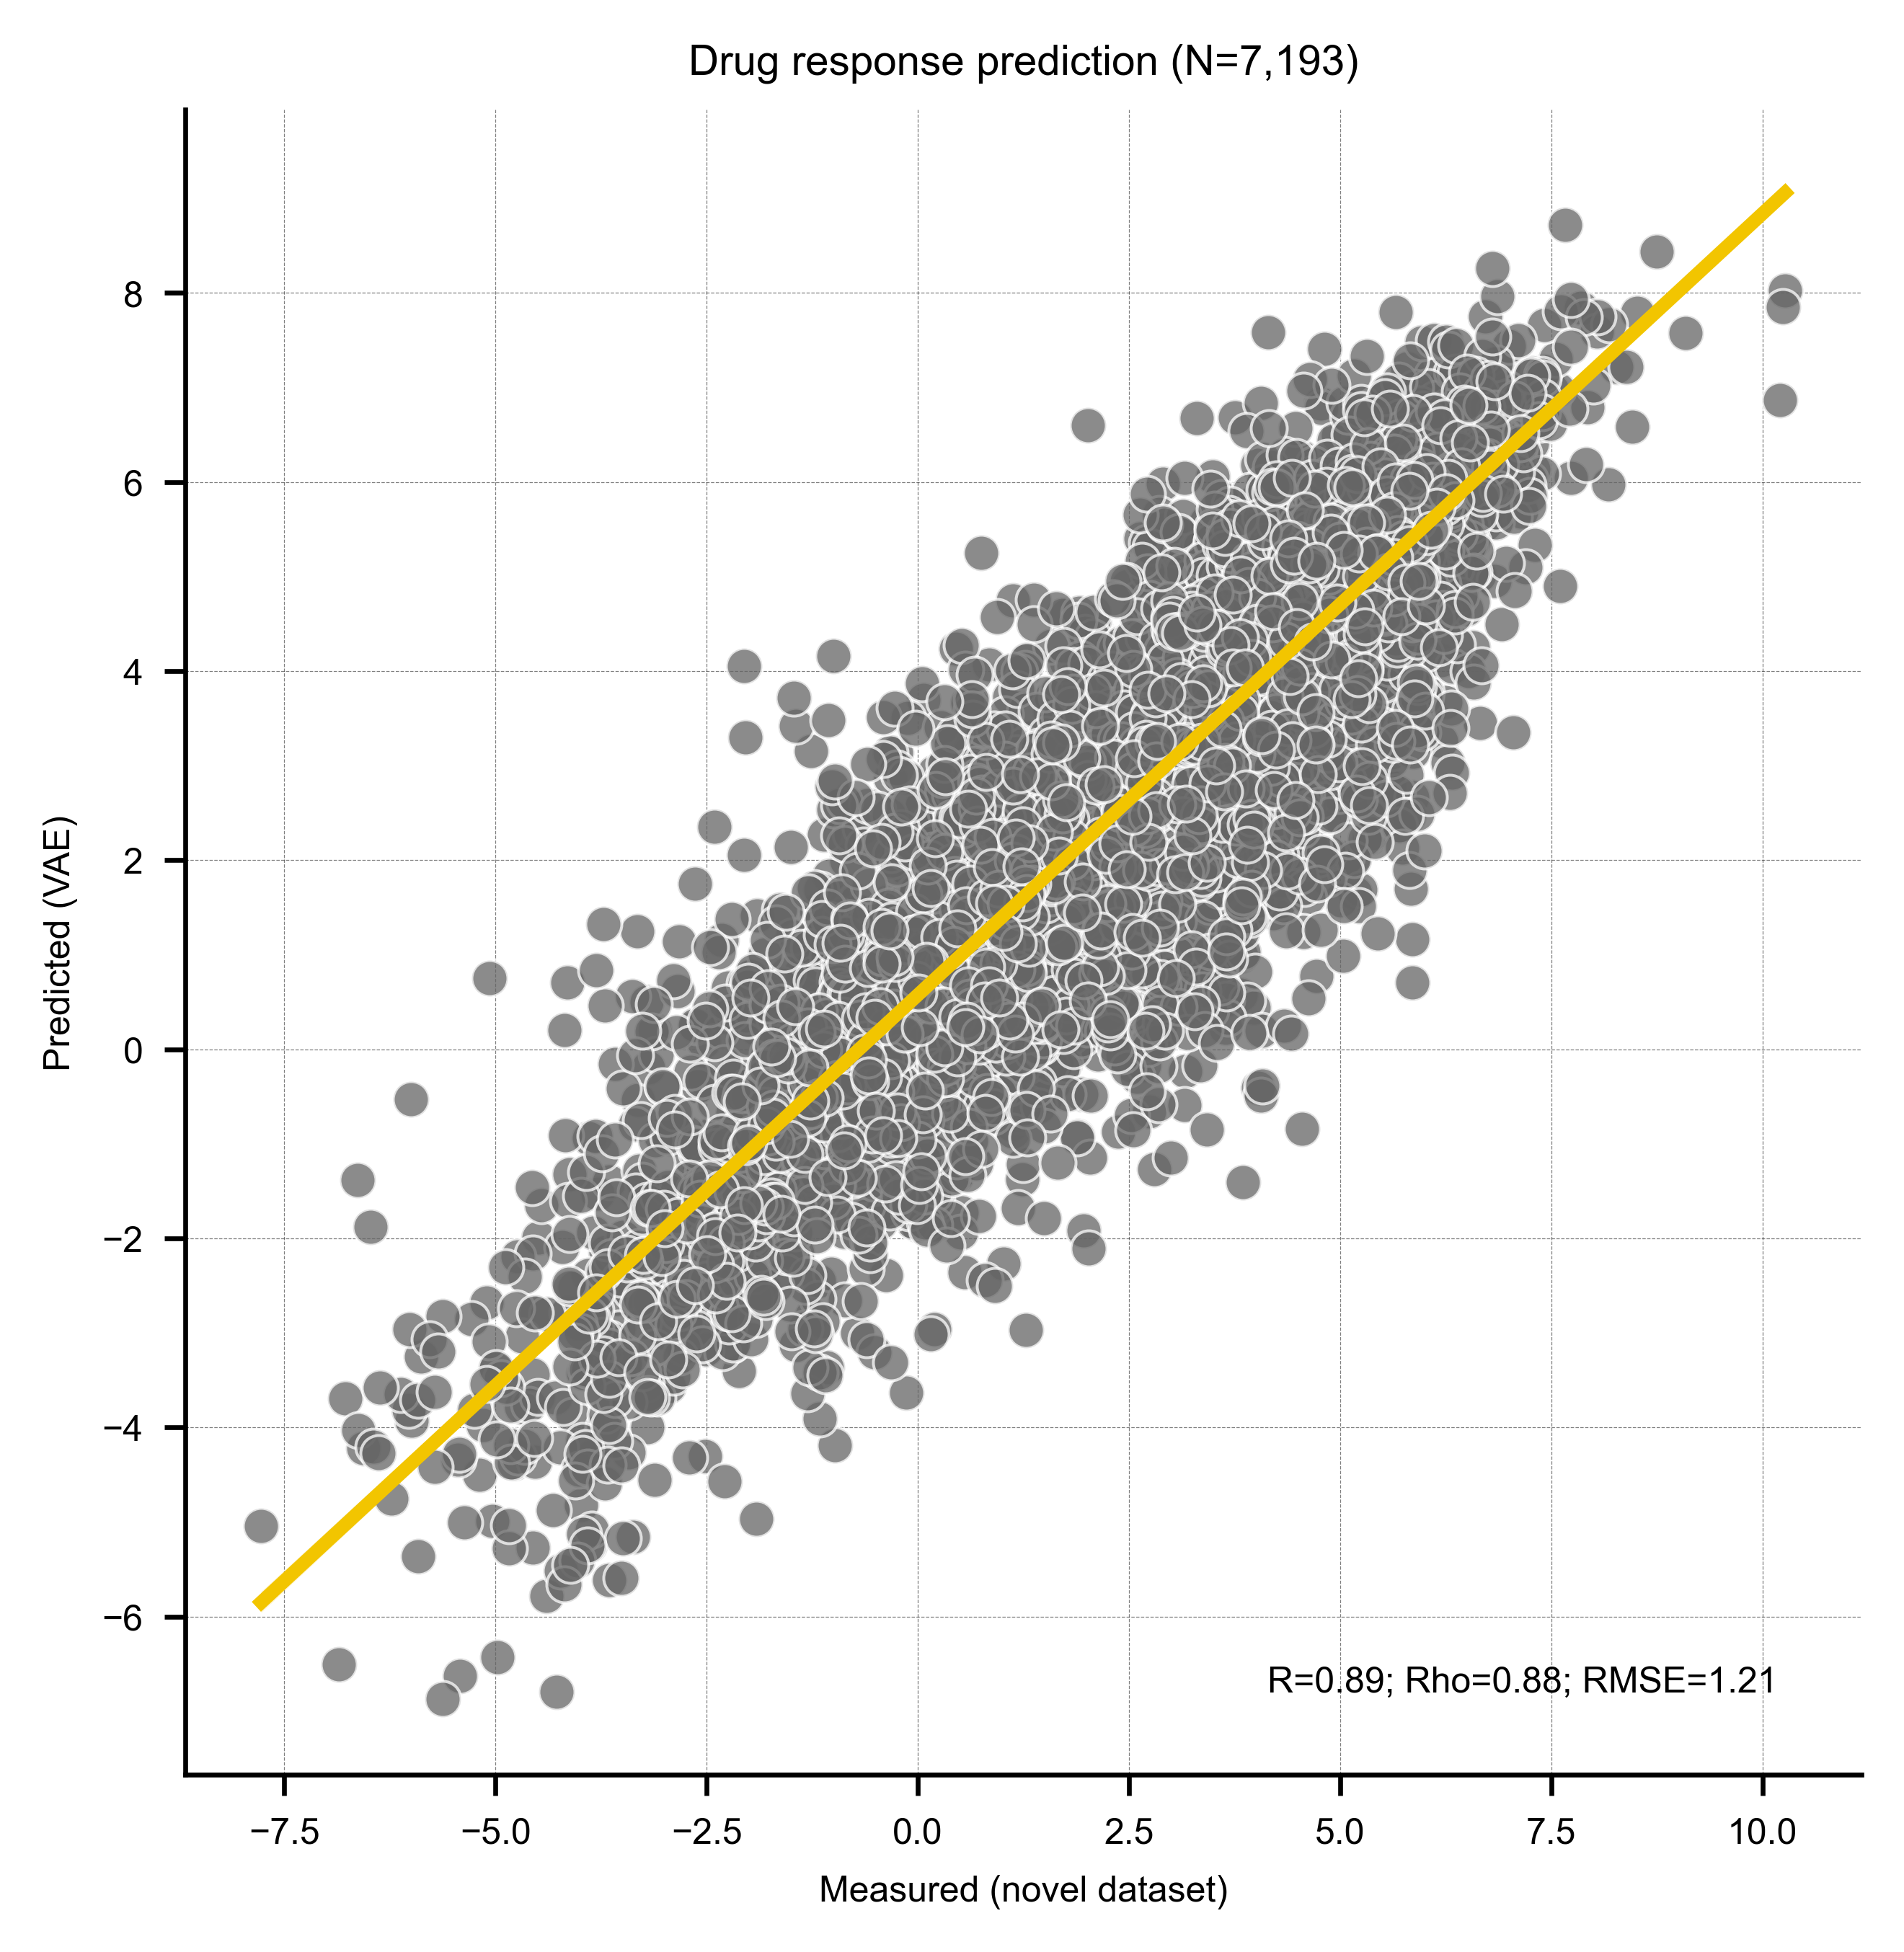 Drug response prediction (N=7,193)
Predicted (VAE)
8
6
4
2
0
−2
−4
−6
R=0.89; Rho=0.88; RMSE=1.21
−7.5 −5.0 −2.5 0.0 2.5 5.0 7.5 10.0
Measured (novel dataset)